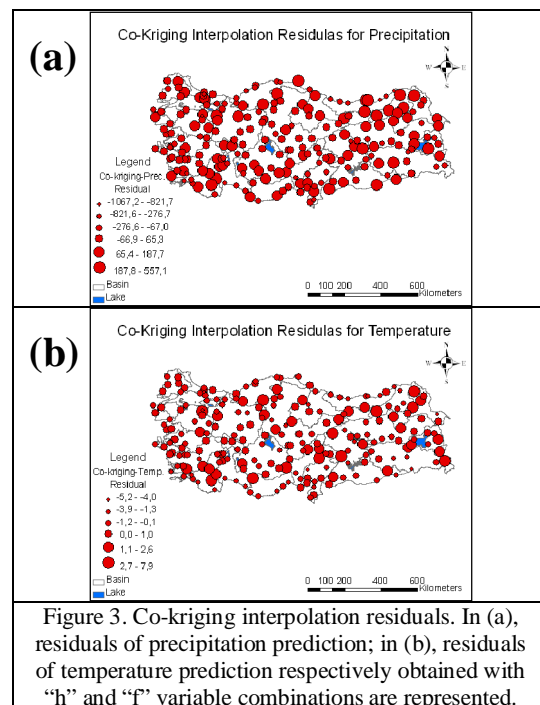 (a)
Co-Kriging Interpolation Residulas for Precipitation
N
W E
S
Legend
Co-kriging-Prec.
Residual
-1067,2 - -821,7
-821,6 - -276,7
-276,6 - -67,0
-66,9 - 65,3
65,4 - 187,7
187,8 - 557,1
Basin
Lake
0 100 200 400 600
Kilometers
(b)
Co-Kriging Interpolation Residulas for Temperature
N
W E
S
Legend
Co-kriging-Temp.
Residual
-5,2 - -4,0
-3,9 - -1,3
-1,2 - -0,1
0,0 - 1,0
1,1 - 2,6
2,7 - 7,9
Basin
Lake
0 100 200 400 600
Kilometers
Figure 3. Co-kriging interpolation residuals. In (a),
residuals of precipitation prediction; in (b), residuals
of temperature prediction respectively obtained with
“h” and “f” variable combinations are represented.